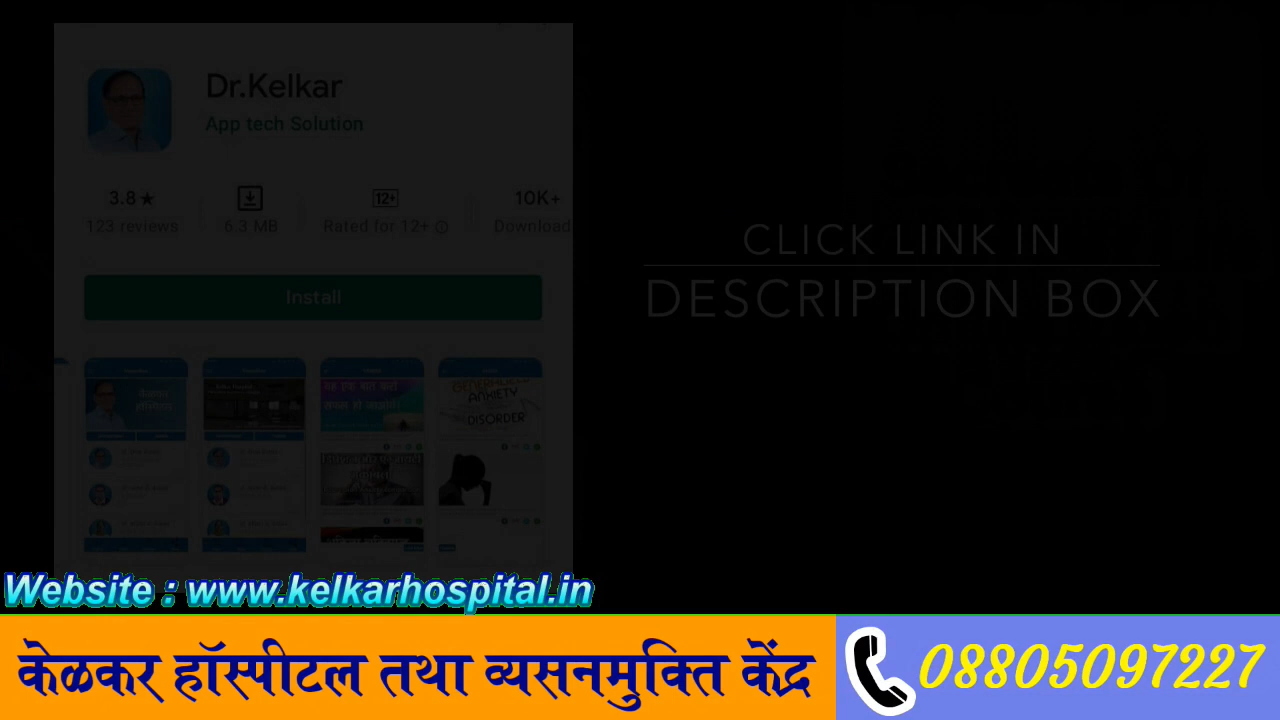 Dr.Kelkar
App tech Solution
3.8 ★
12+
10K+
123 reviews
6.3 MB
Rated for 12+
Download
Install
CLICK LINK IN
DESCRIPTION BOX
GENERALIZED
ANXIETY
DISORDER
Website : www.kelkarhospital.in
केळकर हॉस्पीटल तथा व्यसनमुक्ति केंद्र
08805097227